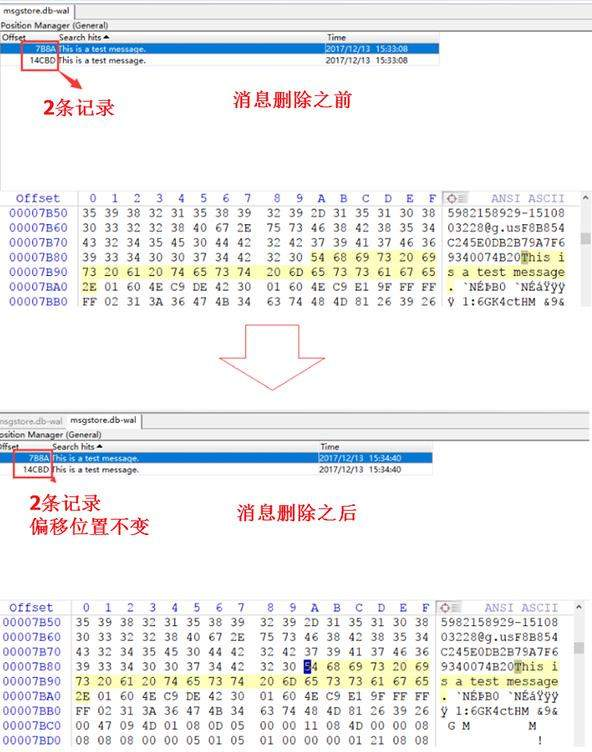 msgstore.db-wal
Position Manager (General)
Offset Search hits Time
7B8A This is a test message. 2017/12/13 15:33:08
14CBD This is a test message. 2017/12/13 15:33:08
2条记录
消息删除之前
Offset 0 1 2 3 4 5 6 7 8 9 A B C D E F ANSI ASCII
00007B50 35 39 38 32 31 35 38 39 32 39 2D 31 35 31 30 38 5982158929-15108
00007B60 30 33 32 32 38 40 67 2E 75 73 46 38 42 38 35 34 03228@g.usF8B854
00007B70 43 32 34 35 45 30 44 42 32 42 37 39 41 37 46 36 C245E0DB2B79A7F6
00007B80 39 33 34 30 30 37 34 42 32 30 54 68 69 73 20 69 9340074B20This i
00007B90 73 20 61 20 74 65 73 74 20 6D 65 73 73 61 67 65 s a test message
00007BA0 2E 01 60 4E C9 DE 42 30 01 60 4E C9 E1 9F FF FF . `NÉÞB0 `NÉáŸÿÿ
00007BB0 FF 02 31 3A 36 47 4B 34 63 74 48 4D 81 26 39 26 ÿ 1:6GK4ctHM &9&
msgstore.db-wal msgstore.db-wal
osition Manager (General)
ffset Search hits Time
7B8A This is a test message. 2017/12/13 15:34:40
14CBD This is a test message. 2017/12/13 15:34:40
2条记录
偏移位置不变
消息删除之后
Offset 0 1 2 3 4 5 6 7 8 9 A B C D E F ANSI ASCII
00007B50 35 39 38 32 31 35 38 39 32 39 2D 31 35 31 30 38 5982158929-15108
00007B60 30 33 32 32 38 40 67 2E 75 73 46 38 42 38 35 34 03228@g.usF8B854
00007B70 43 32 34 35 45 30 44 42 32 42 37 39 41 37 46 36 C245E0DB2B79A7F6
00007B80 39 33 34 30 30 37 34 42 32 30 54 68 69 73 20 69 9340074B20This i
00007B90 73 20 61 20 74 65 73 74 20 6D 65 73 73 61 67 65 s a test message
00007BA0 2E 01 60 4E C9 DE 42 30 01 60 4E C9 E1 9F FF FF . `NÉÞB0 `NÉáŸÿÿ
00007BB0 FF 02 31 3A 36 47 4B 34 63 74 48 4D 81 26 39 26 ÿ 1:6GK4ctHM &9&
00007BC0 00 47 09 4D 01 08 0D 05 00 00 11 08 4D 00 00 08 G M M
00007BD0 08 08 08 00 00 05 01 05 01 00 00 00 01 21 08 08 !